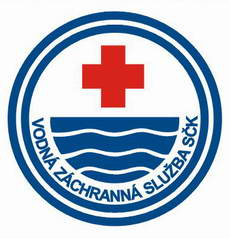 VODNÁ ZÁCHRANNÁ SLUŽBA SČK